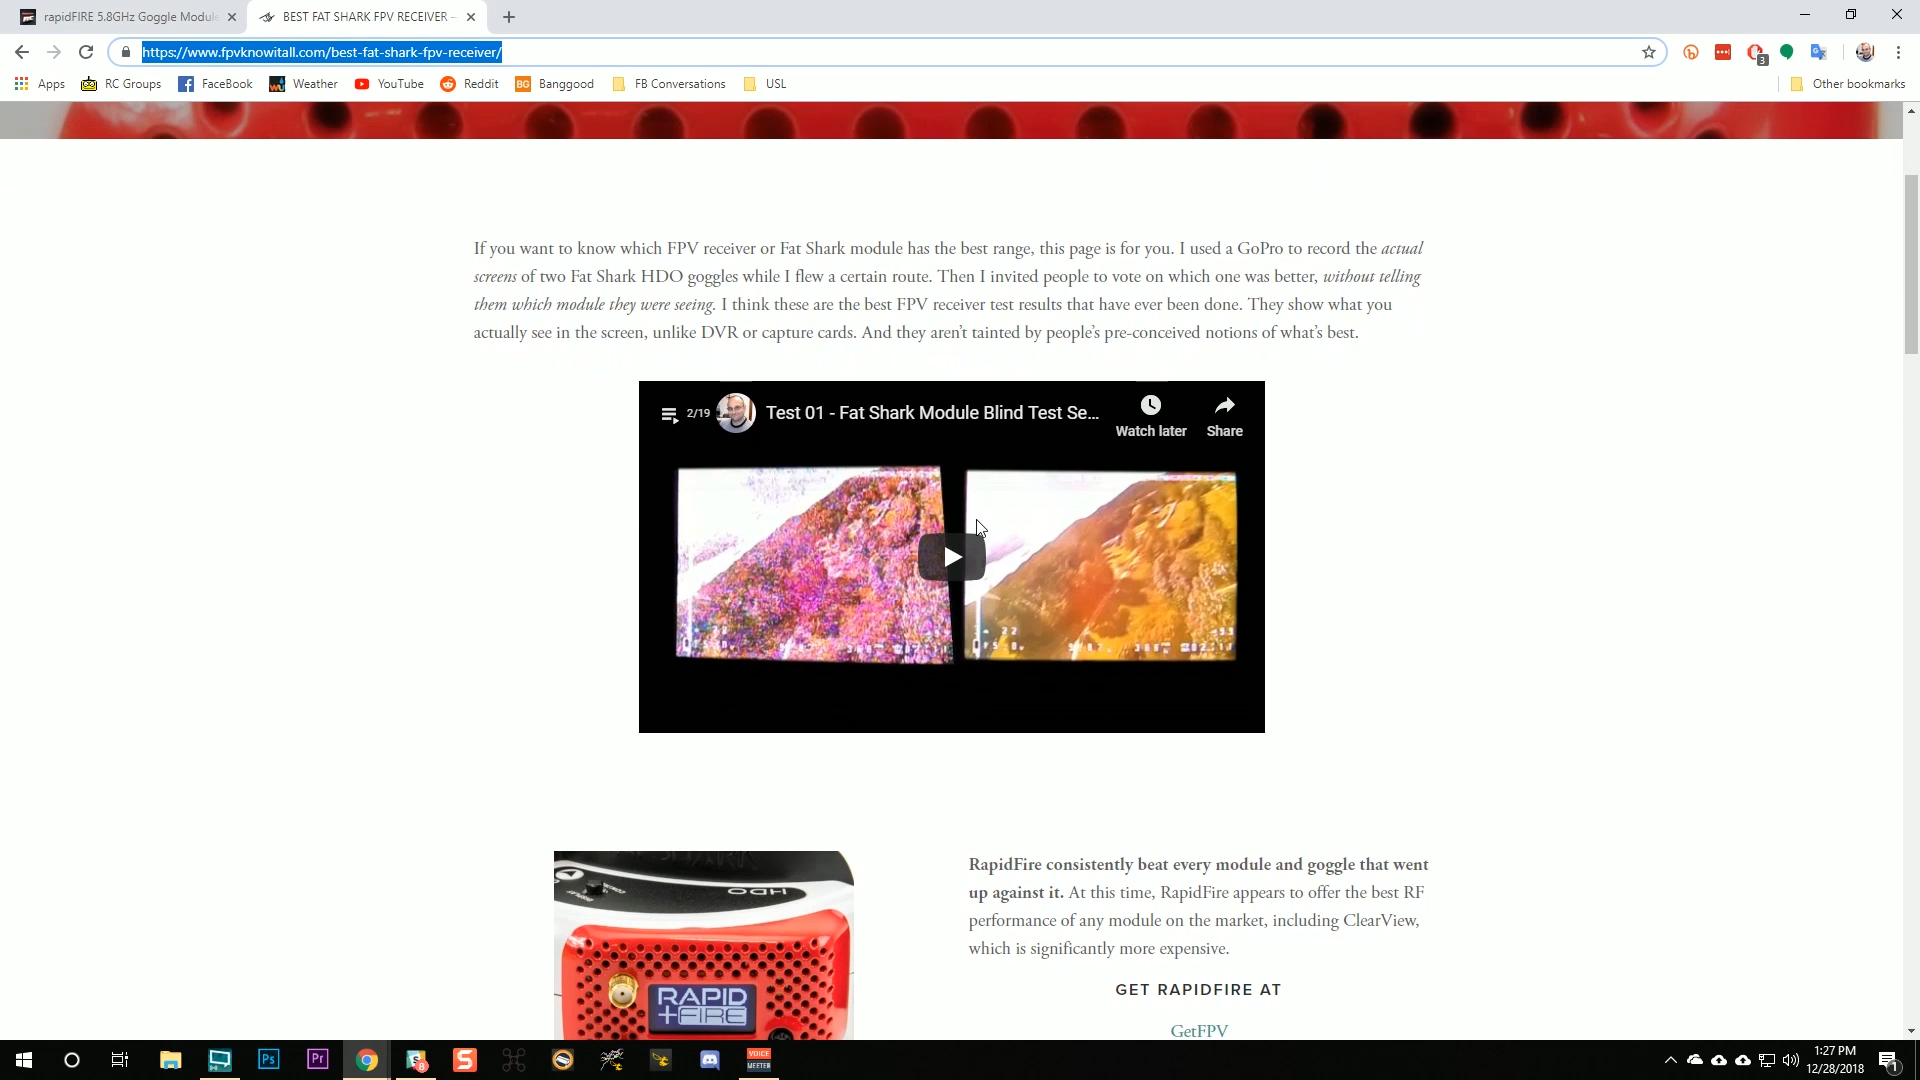 rapidFIRE 5.8GHz Goggle Module
BEST FAT SHARK FPV RECEIVER –
https://www.fpvknowitall.com/best-fat-shark-fpv-receiver/
3
Apps
RC Groups
FaceBook
Weather
YouTube
Reddit
BG Banggood
FB Conversations
USL
Other bookmarks
If you want to know which FPV receiver or Fat Shark module has the best range, this page is for you. I used a GoPro to record the actual
screens of two Fat Shark HDO goggles while I flew a certain route. Then I invited people to vote on which one was better, without telling
them which module they were seeing. I think these are the best FPV receiver test results that have ever been done. They show what you
actually see in the screen, unlike DVR or capture cards. And they aren't tainted by people's pre-conceived notions of what's best.
2/19
Test 01 - Fat Shark Module Blind Test Se...
Watch later
Share
HDO
RAPID
+FIRE
RapidFire consistently beat every module and goggle that went
up against it. At this time, RapidFire appears to offer the best RF
performance of any module on the market, including ClearView,
which is significantly more expensive.
GET RAPIDFIRE AT
GetFPV
Ps
Pr
8
S
VOICE
MEETER
1:27 PM
12/28/2018
1